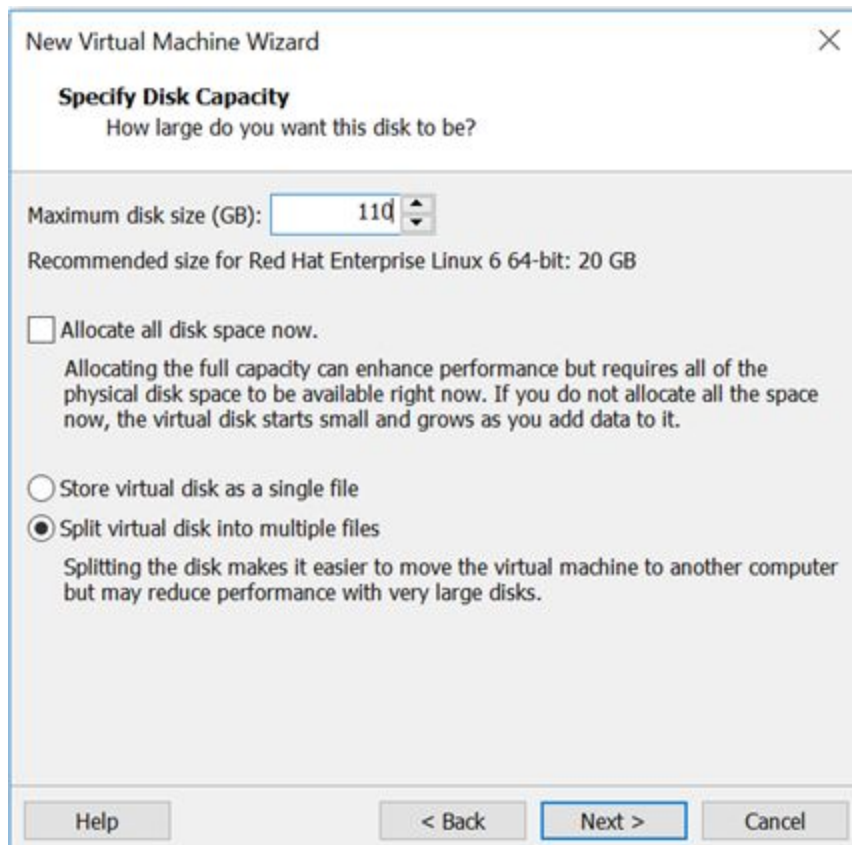 New Virtual Machine Wizard
Specify Disk Capacity
How large do you want this disk to be?
Maximum disk size (GB): 110
Recommended size for Red Hat Enterprise Linux 6 64-bit: 20 GB
Allocate all disk space now.
Allocating the full capacity can enhance performance but requires all of the
physical disk space to be available right now. If you do not allocate all the space
now, the virtual disk starts small and grows as you add data to it.
Store virtual disk as a single file
Split virtual disk into multiple files
Splitting the disk makes it easier to move the virtual machine to another computer
but may reduce performance with very large disks.
Help < Back Next > Cancel